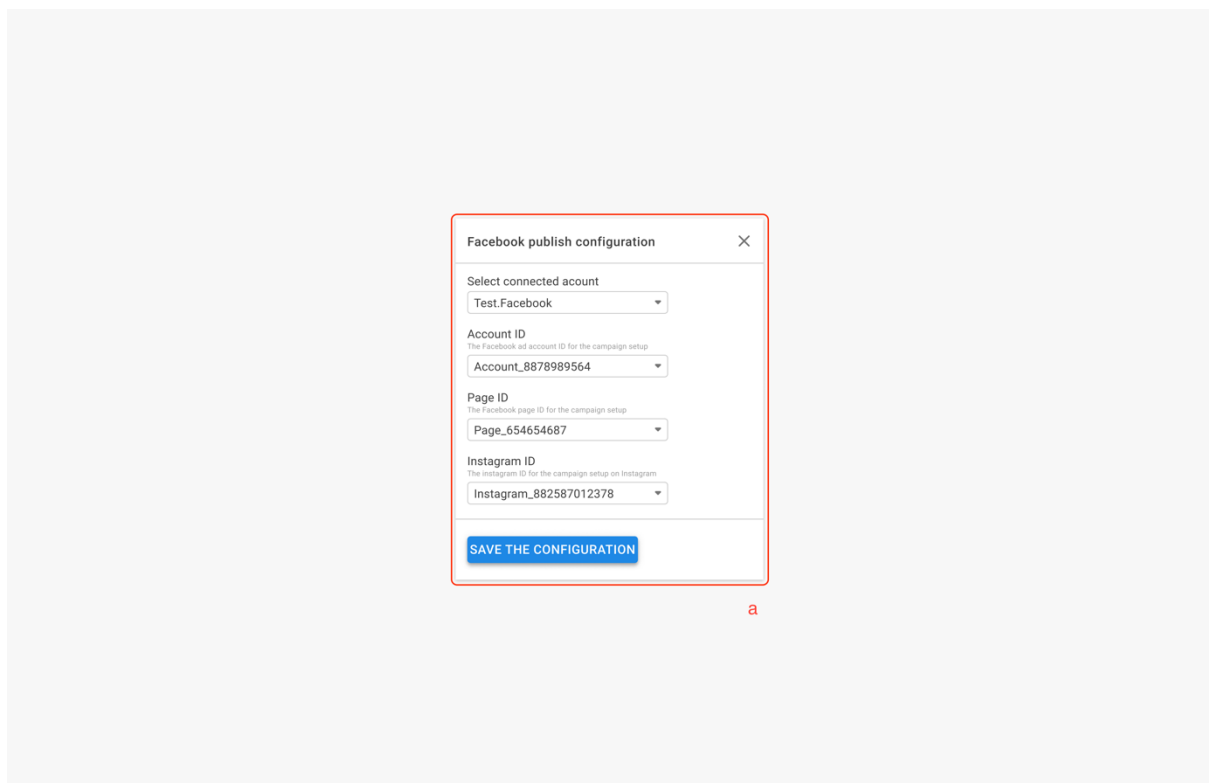 Facebook publish configuration
Select connected acount
Test.Facebook
Account ID
The Facebook ad account ID for the campaign setup
Account_8878989564
Page ID
The Facebook page ID for the campaign setup
Page_654654687
Instagram ID
The instagram ID for the campaign setup on Instagram
Instagram_882587012378
SAVE THE CONFIGURATION
a